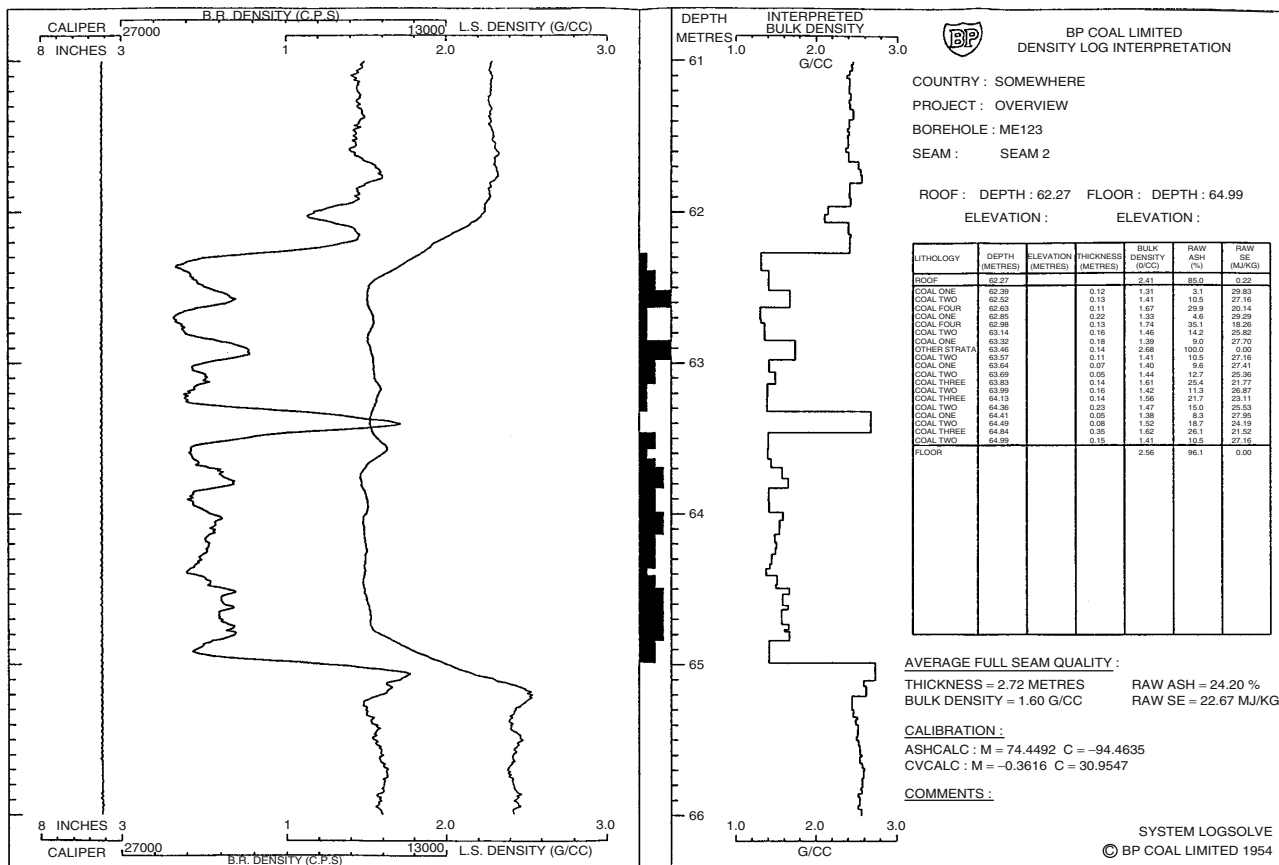 B.R. DENSITY (C.P.S)
CALIPER 27000 13000 L.S. DENSITY (G/CC)
8 INCHES 3 1 2.0 3.0
DEPTH INTERPRETED
METRES BULK DENSITY
1.0 2.0 3.0
G/CC
61
62
63
64
65
66
8 INCHES 3 1 2.0 3.0
CALIPER 27000 13000 L.S. DENSITY (G/CC)
B.R. DENSITY (C.P.S)
1.0 2.0 3.0
G/CC
BP
BP COAL LIMITED
DENSITY LOG INTERPRETATION
COUNTRY : SOMEWHERE
PROJECT : OVERVIEW
BOREHOLE : ME123
SEAM : SEAM 2
ROOF : DEPTH : 62.27 FLOOR : DEPTH : 64.99
ELEVATION : ELEVATION :
LITHOLOGY DEPTH (METRES) ELEVATION (METRES) THICKNESS (METRES) BULK DENSITY (0/CC) RAW ASH (%) RAW SE (MJ/KG)
ROOF 62.27 2.41 85.0 0.22
COAL ONE 62.39 0.12 1.31 3.1 29.83
COAL TWO 62.52 0.13 1.41 10.5 27.16
COAL FOUR 62.63 0.11 1.67 29.9 20.14
COAL ONE 62.85 0.22 1.33 4.6 29.29
COAL FOUR 62.98 0.13 1.74 35.1 18.26
COAL TWO 63.14 0.16 1.46 14.2 25.82
COAL ONE 63.32 0.18 1.39 9.0 27.70
OTHER STRATA 63.46 0.14 2.68 100.0 0.00
COAL TWO 63.57 0.11 1.41 10.5 27.16
COAL ONE 63.64 0.07 1.40 9.6 27.41
COAL TWO 63.69 0.05 1.44 12.7 25.36
COAL THREE 63.83 0.14 1.61 25.4 21.77
COAL TWO 63.99 0.16 1.42 11.3 26.87
COAL THREE 64.13 0.14 1.56 21.7 23.11
COAL TWO 64.36 0.23 1.47 15.0 25.53
COAL ONE 64.41 0.05 1.38 8.3 27.95
COAL TWO 64.49 0.08 1.52 18.7 24.19
COAL THREE 64.84 0.35 1.62 26.1 21.52
COAL TWO 64.99 0.15 1.41 10.5 27.16
FLOOR 2.56 96.1 0.00
AVERAGE FULL SEAM QUALITY :
THICKNESS = 2.72 METRES RAW ASH = 24.20 %
BULK DENSITY = 1.60 G/CC RAW SE = 22.67 MJ/KG
CALIBRATION :
ASHCALC : M = 74.4492 C = −94.4635
CVCALC : M = −0.3616 C = 30.9547
COMMENTS :
SYSTEM LOGSOLVE
© BP COAL LIMITED 1954